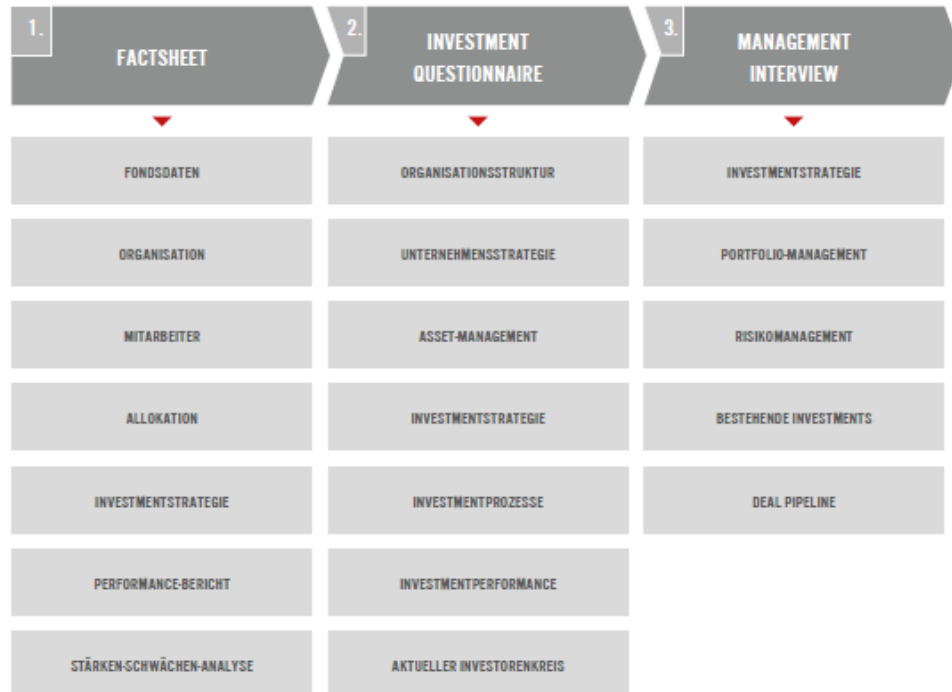 1.
FACTSHEET
2.
INVESTMENT
QUESTIONNAIRE
3.
MANAGEMENT
INTERVIEW
FONDSDATEN
ORGANISATION
MITARBEITER
ALLOKATION
INVESTMENTSTRATEGIE
PERFORMANCE-BERICHT
STÄRKEN-SCHWÄCHEN-ANALYSE
ORGANISATIONSSTRUKTUR
UNTERNEHMENSSTRATEGIE
ASSET-MANAGEMENT
INVESTMENTSTRATEGIE
INVESTMENTPROZESSE
INVESTMENTPERFORMANCE
AKTUELLER INVESTORENKREIS
INVESTMENTSTRATEGIE
PORTFOLIO-MANAGEMENT
RISIKOMANAGEMENT
BESTEHENDE INVESTMENTS
DEAL PIPELINE